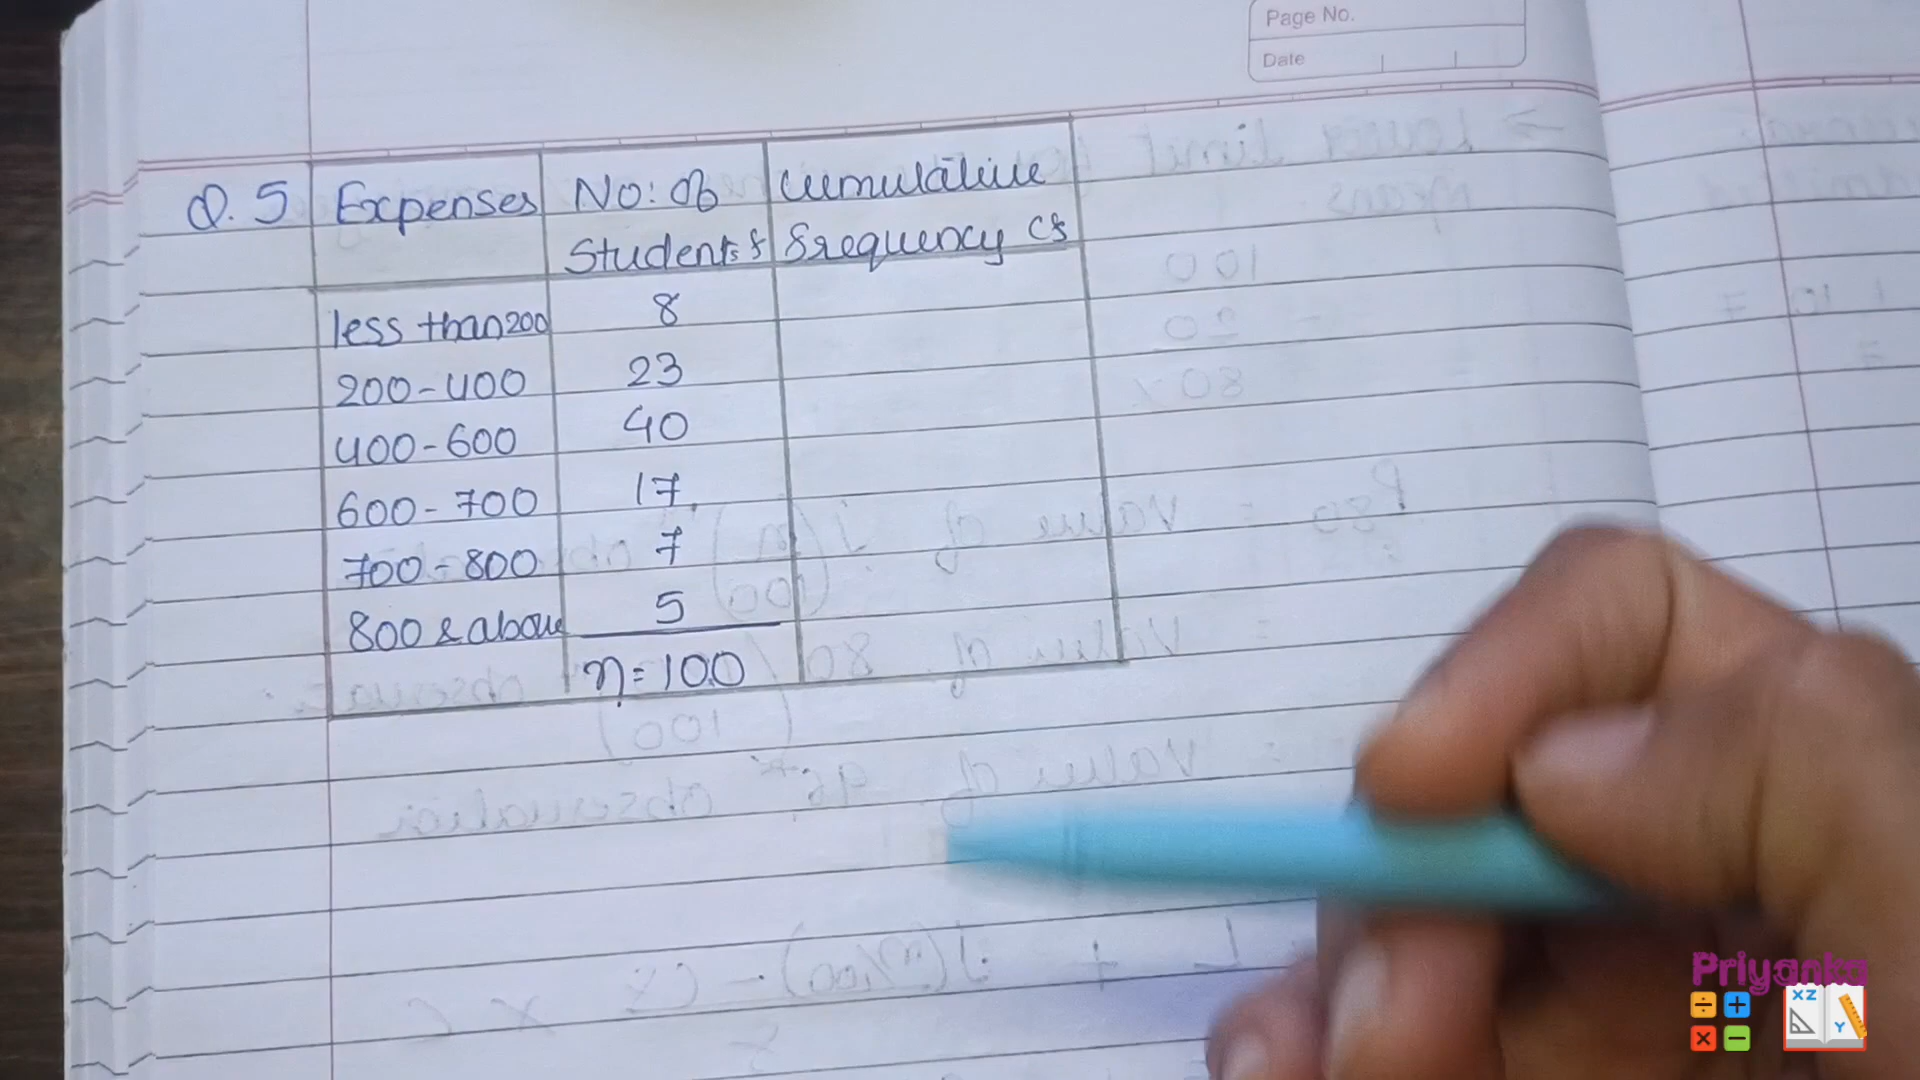 Page No.
Date
Q. 5 Expenses No: of Students f Cumulative frequency cf
less than 200 8
200-400 23
400-600 40
600-700 17
700-800 7
800 & above 5
n=100
Priyanka
XZ
Y